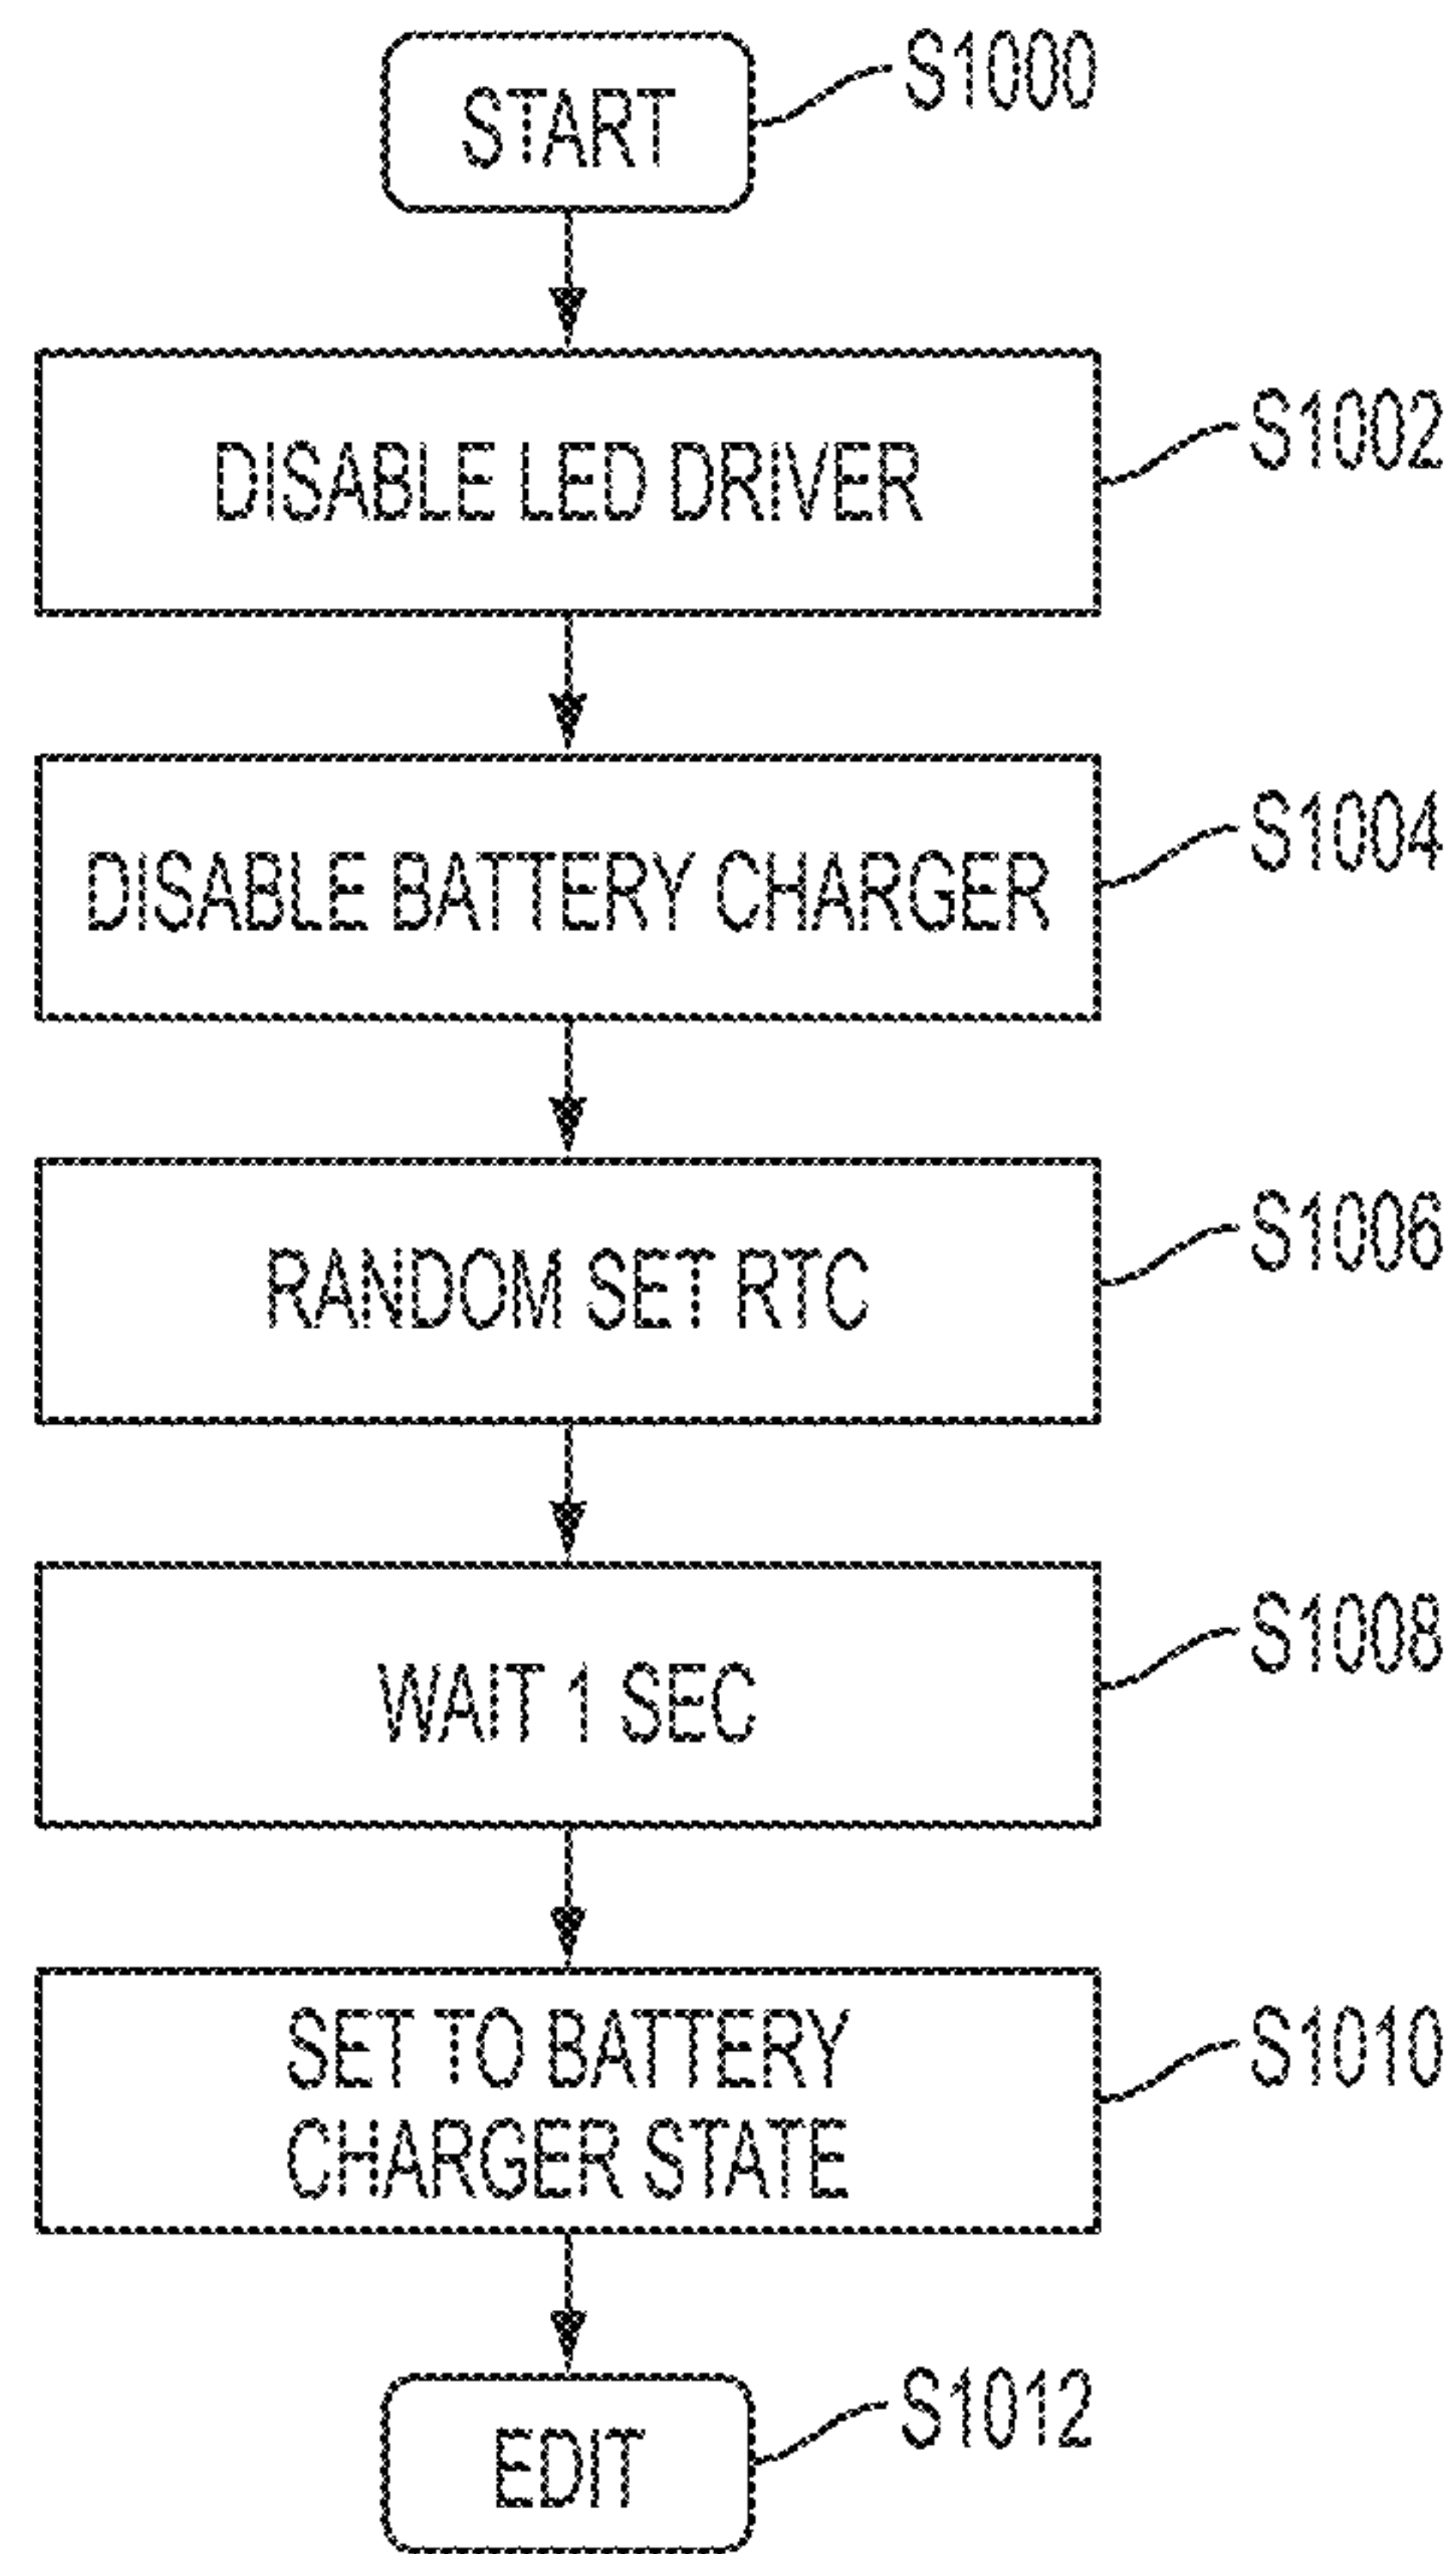 START
S1000
DISABLE LED DRIVER
S1002
DISABLE BATTERY CHARGER
S1004
RANDOM SET RTC
S1006
WAIT 1 SEC
S1008
SET TO BATTERY
CHARGER STATE
S1010
EDIT
S1012